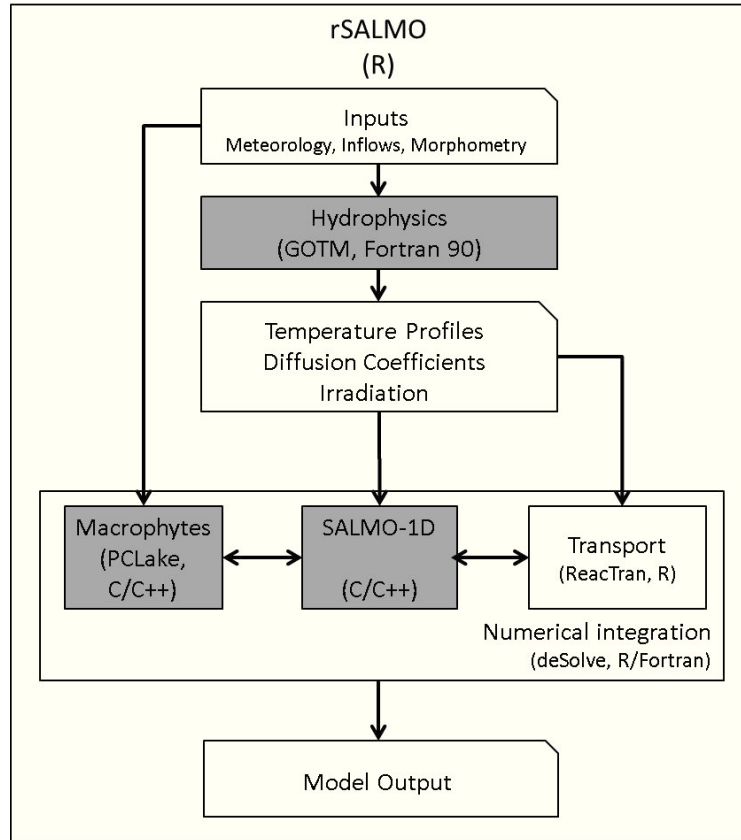 rSALMO
(R)
Inputs
Meteorology, Inflows, Morphometry
Hydrophysics
(GOTM, Fortran 90)
Temperature Profiles
Diffusion Coefficients
Irradiation
Macrophytes
(PCLake,
C/C++)
SALMO-1D
(C/C++)
Transport
(ReacTran, R)
Numerical integration
(deSolve, R/Fortran)
Model Output